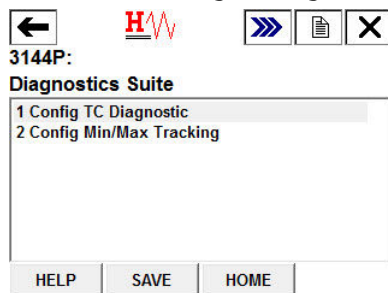 H
3144P:
Diagnostics Suite
1 Config TC Diagnostic
2 Config Min/Max Tracking
HELP SAVE HOME